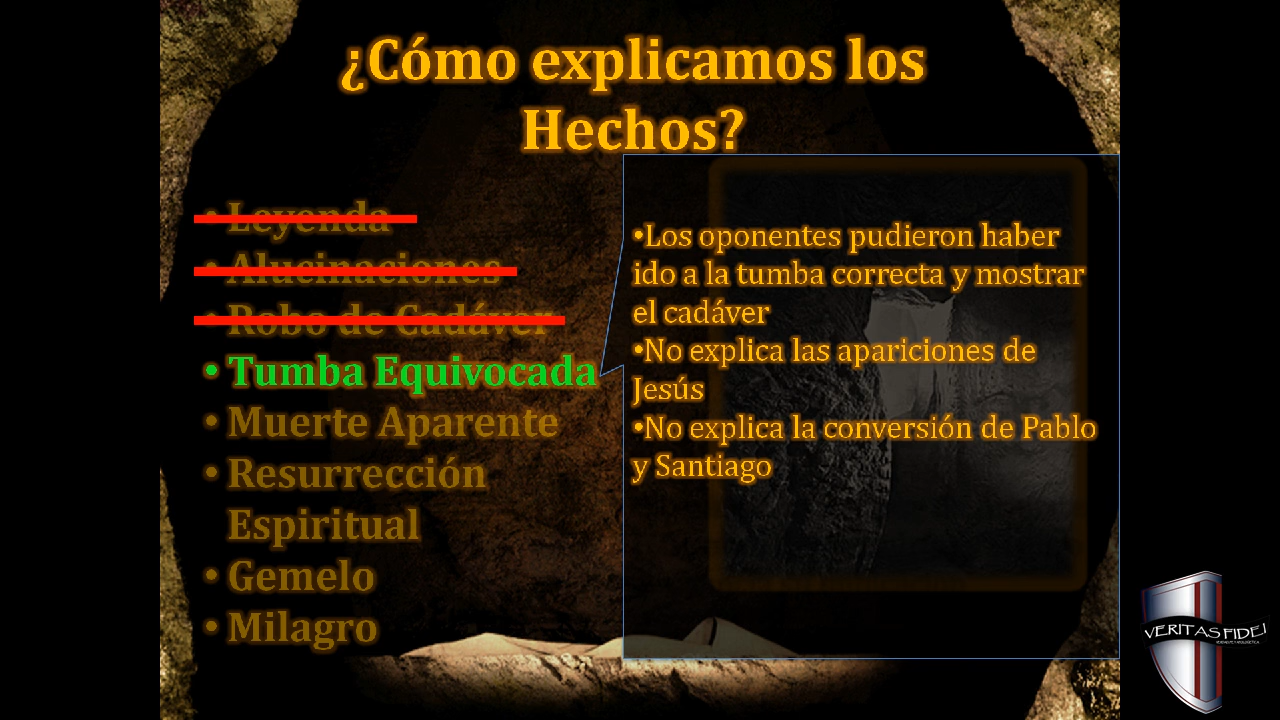 ¿Cómo explicamos los
Hechos?
• Leyenda
• Alucinaciones
• Robo de Cadáver
• Tumba Equivocada
• Muerte Aparente
• Resurrección
Espiritual
• Gemelo
• Milagro
•Los oponentes pudieron haber
ido a la tumba correcta y mostrar
el cadáver
•No explica las apariciones de
Jesús
•No explica la conversión de Pablo
y Santiago
VERITAS FIDEI